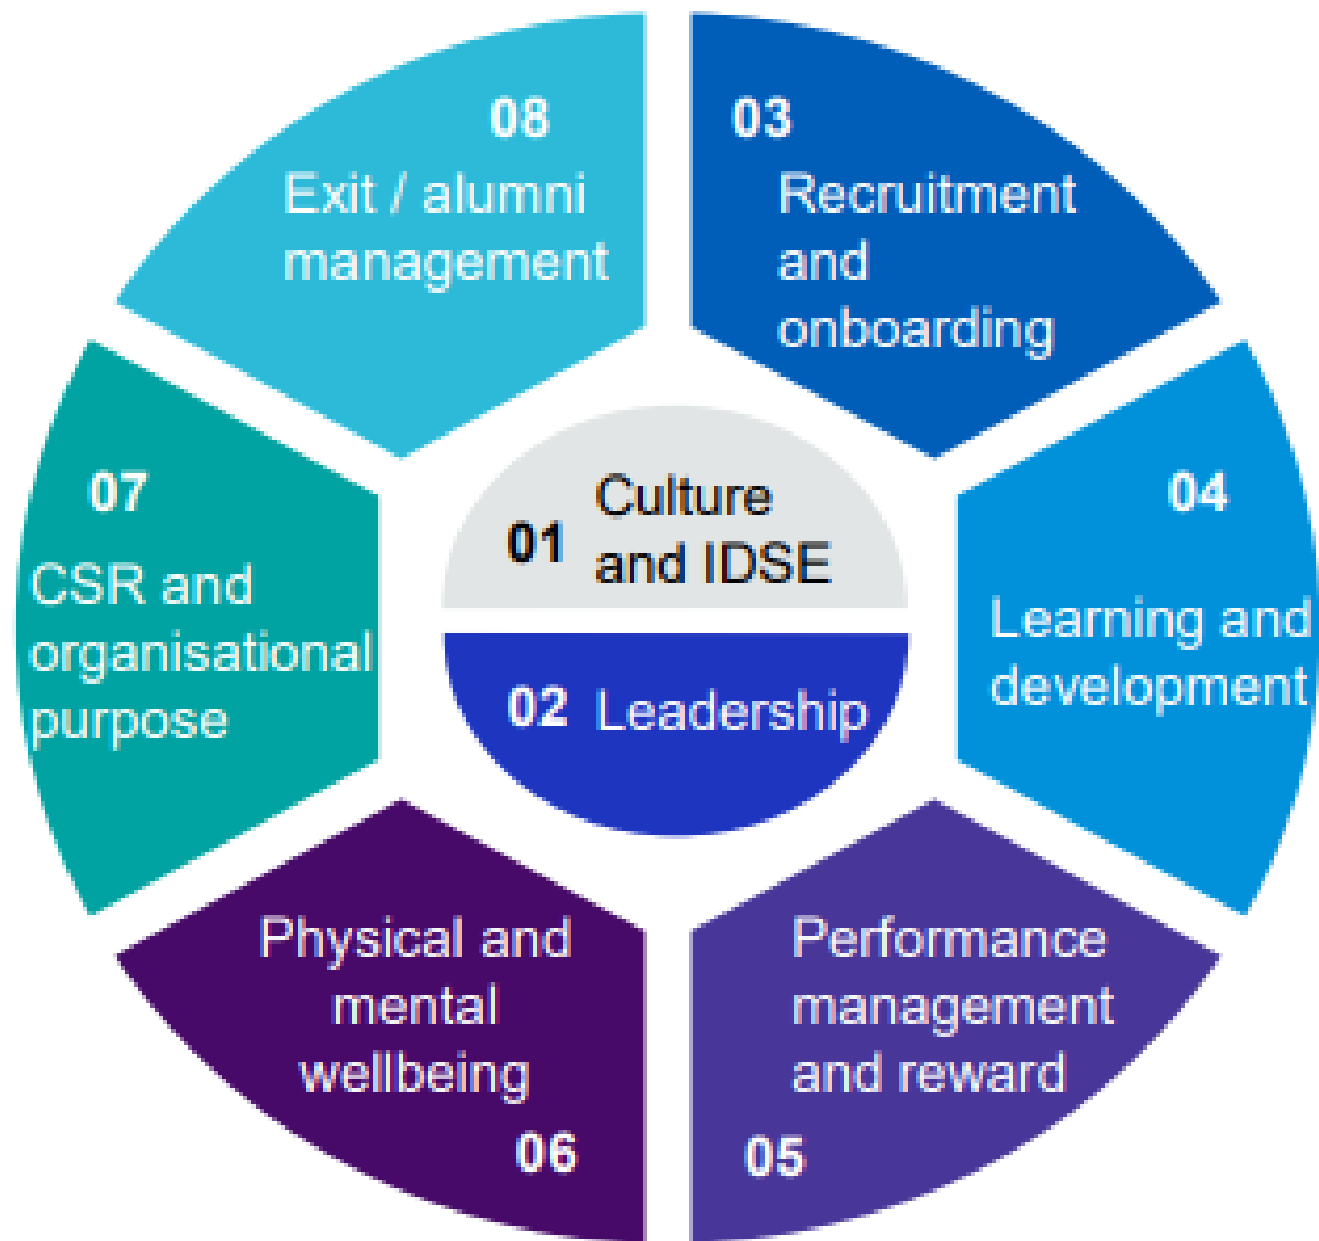 01
Culture
and IDSE
02
Leadership
03
Recruitment
and
onboarding
04
Learning and
development
Performance
management
and reward
05
Physical and
mental
wellbeing
06
07
CSR and
organisational
purpose
08
Exit / alumni
management